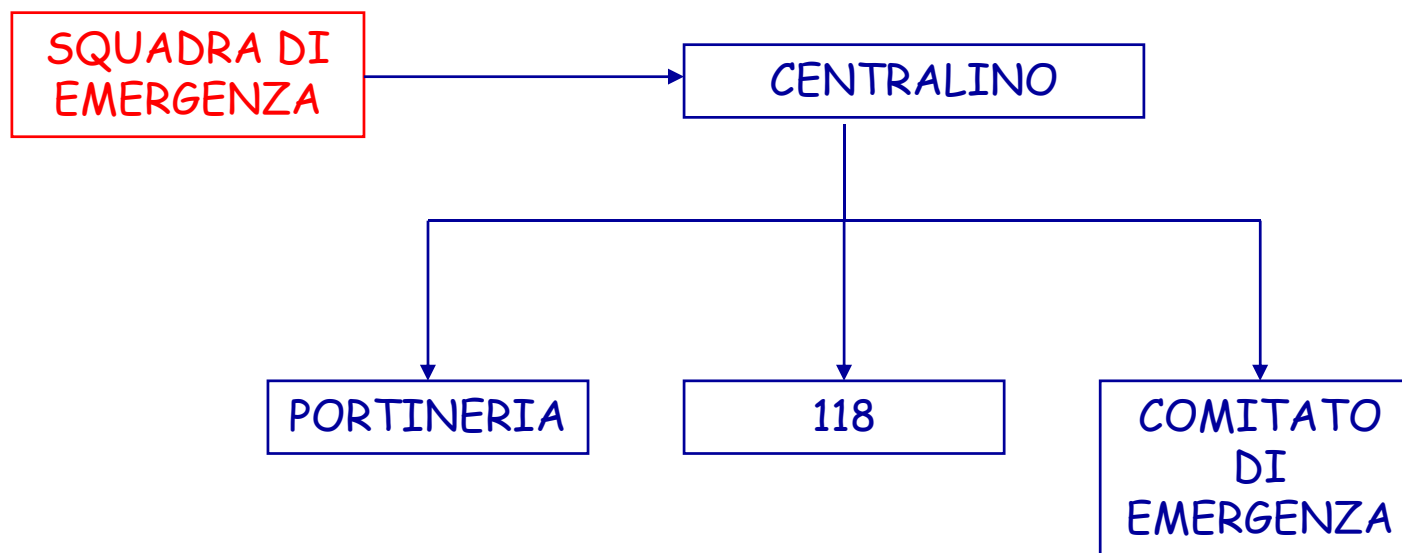 SQUADRA DI
EMERGENZA
CENTRALINO
PORTINERIA
118
COMITATO
DI
EMERGENZA